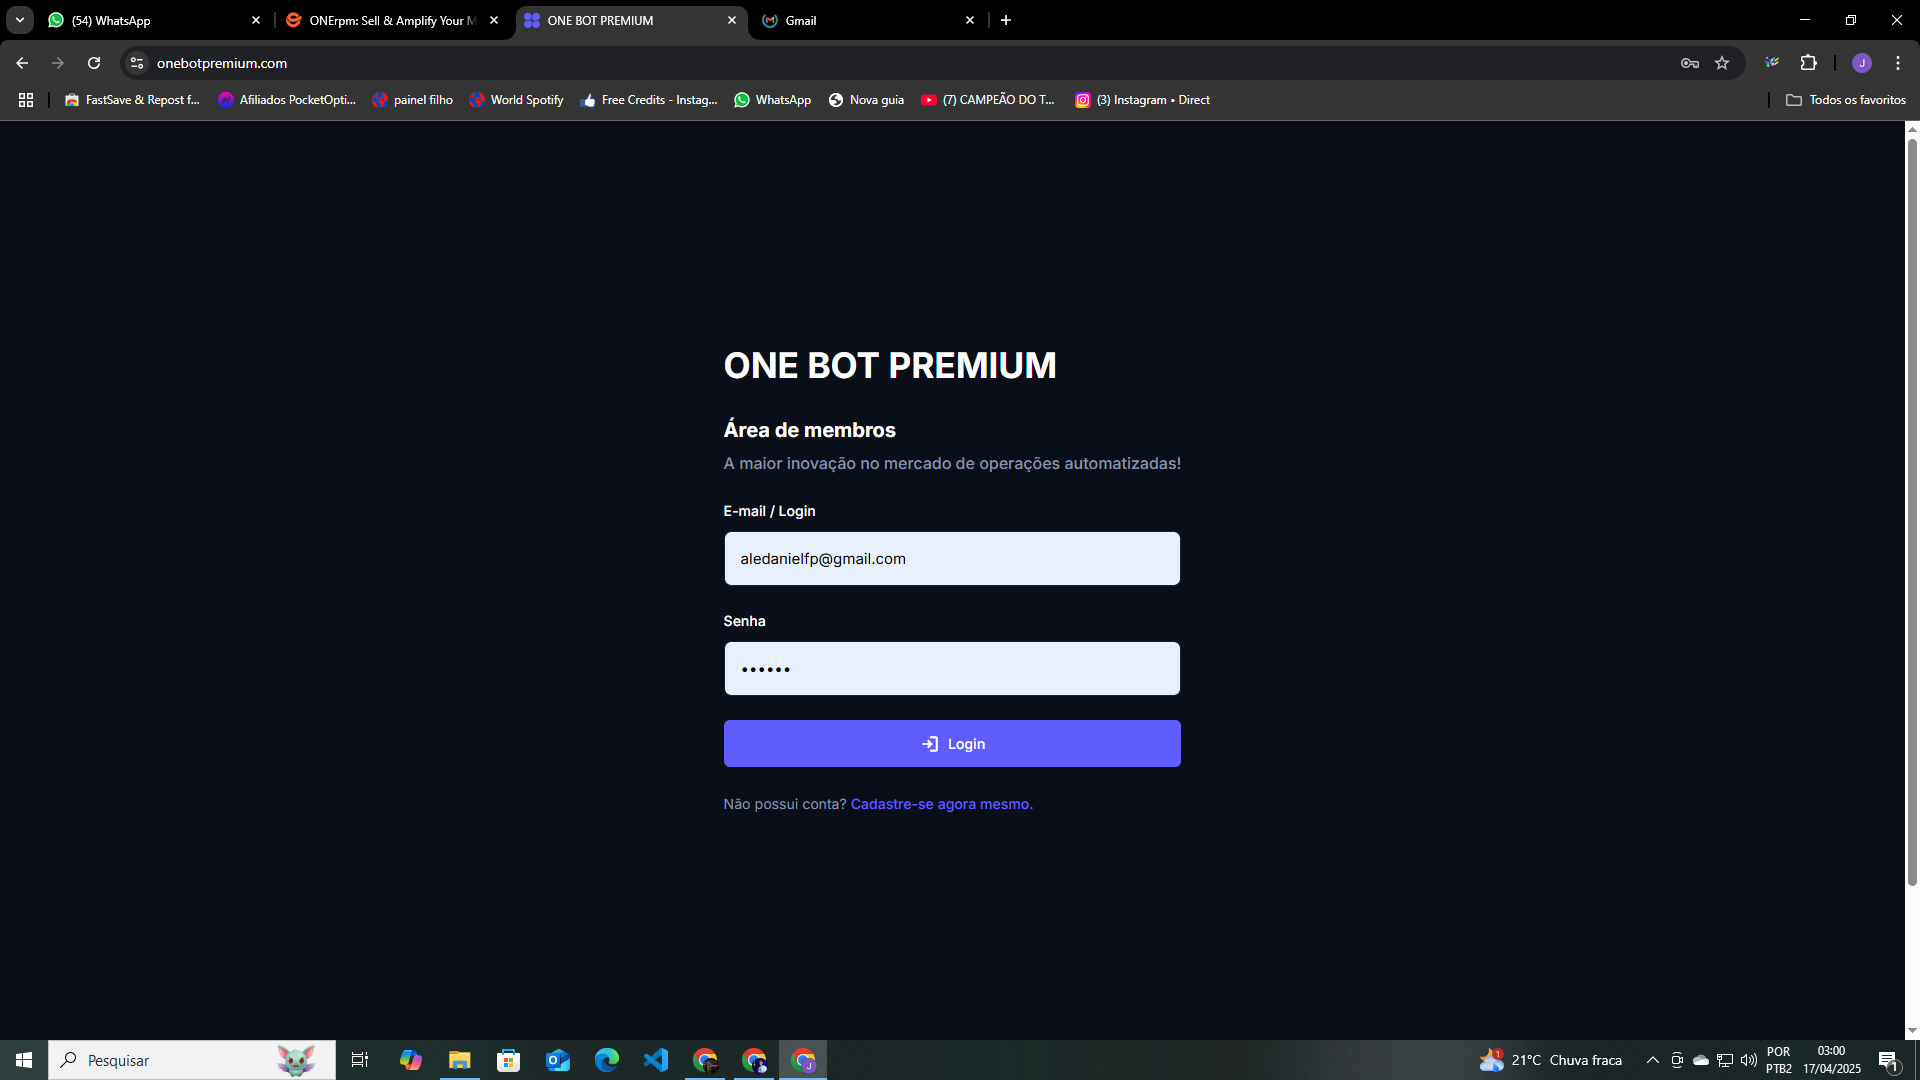 (54) WhatsApp
ONErpm: Sell & Amplify Your M
ONE BOT PREMIUM
Gmail
onebotpremium.com
J
FastSave & Repost f...
Afiliados PocketOpti...
painel filho
World Spotify
Free Credits - Instag...
WhatsApp
Nova guia
(7) CAMPEÃO DO T...
(3) Instagram • Direct
Todos os favoritos
ONE BOT PREMIUM
Área de membros
A maior inovação no mercado de operações automatizadas!
E-mail / Login
aledanielfp@gmail.com
Senha
••••••
Login
Não possui conta? Cadastre-se agora mesmo.
Pesquisar
1
21°C Chuva fraca
POR
PTB2
03:00
17/04/2025
1